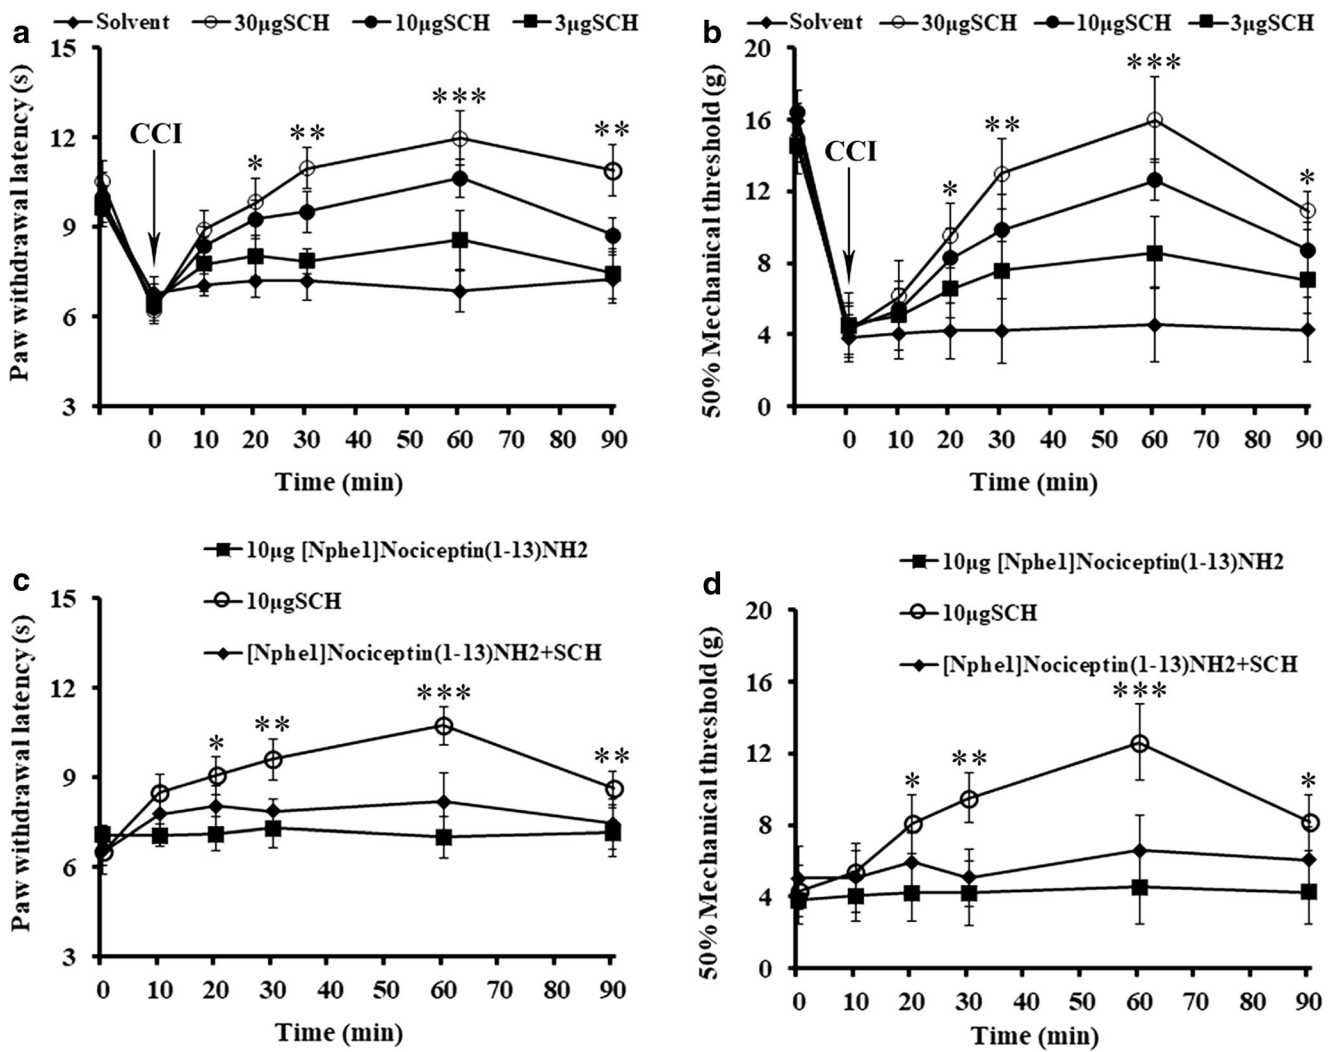 a
Solvent 30μgSCH 10μgSCH 3μgSCH
Paw withdrawal latency (s)
15
12
9
6
3
CCI
*
**
***
**
0 10 20 30 40 50 60 70 80 90
Time (min)
b
Solvent 30μgSCH 10μgSCH 3μgSCH
50% Mechanical threshold (g)
20
16
12
8
4
0
CCI
*
**
***
*
0 10 20 30 40 50 60 70 80 90
Time (min)
c
10μg [Nphe1]Nociceptin(1-13)NH2
10μgSCH
[Nphe1]Nociceptin(1-13)NH2+SCH
Paw withdrawal latency (s)
15
12
9
6
3
*
**
***
**
0 10 20 30 40 50 60 70 80 90
Time (min)
d
10μg [Nphe1]Nociceptin(1-13)NH2
10μgSCH
[Nphe1]Nociceptin(1-13)NH2+SCH
50% Mechanical threshold (g)
20
16
12
8
4
0
*
**
***
*
0 10 20 30 40 50 60 70 80 90
Time (min)